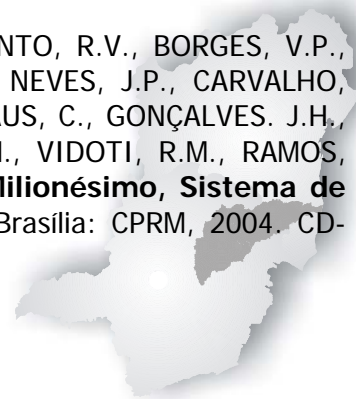 NTO, R.V., BORGES, V.P.,
NEVES, J.P., CARVALHO,
AUS, C., GONÇALVES. J.H.,
, VIDOTI, R.M., RAMOS,
Milionésimo, Sistema de
Brasília: CPRM, 2004. CD-